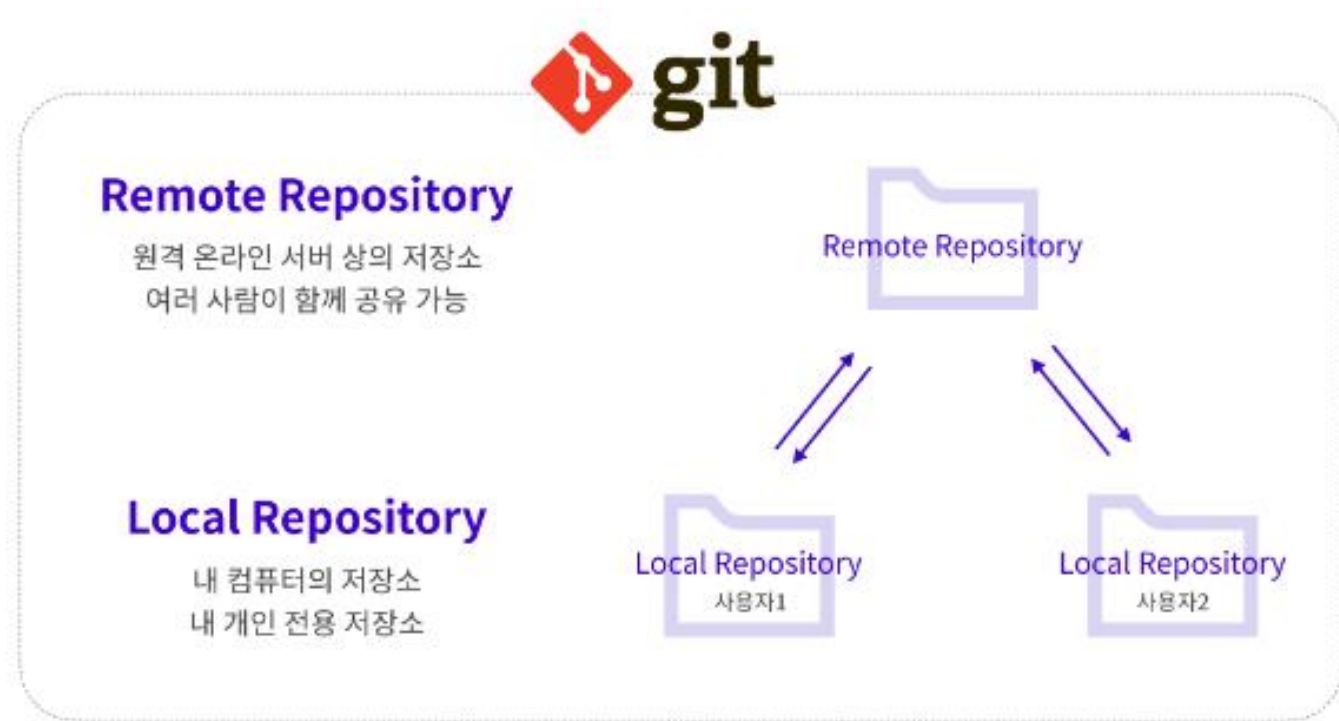 git
Remote Repository
원격 온라인 서버 상의 저장소
여러 사람이 함께 공유 가능
Remote Repository
Local Repository
내 컴퓨터의 저장소
내 개인 전용 저장소
Local Repository
사용자1
Local Repository
사용자2